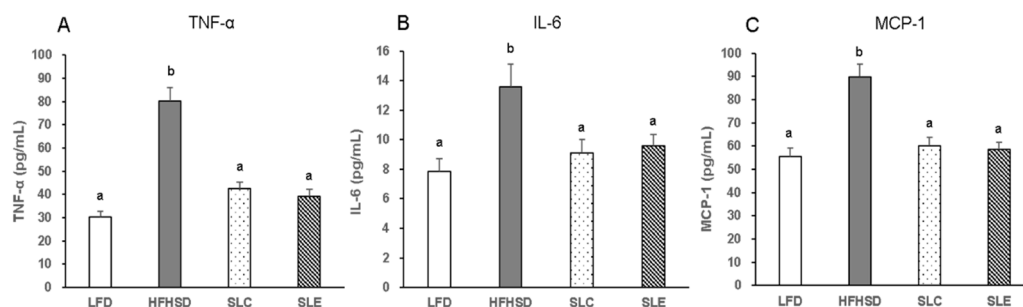 A
TNF-α
TNF-α (pg/mL)
100
90
80
70
60
50
40
30
20
10
0
a
b
a
a
LFD HFHSD SLC SLE
B
IL-6
IL-6 (pg/mL)
16
14
12
10
8
6
4
2
0
a
b
a
a
LFD HFHSD SLC SLE
C
MCP-1
MCP-1 (pg/mL)
100
90
80
70
60
50
40
30
20
10
0
a
b
a
a
LFD HFHSD SLC SLE